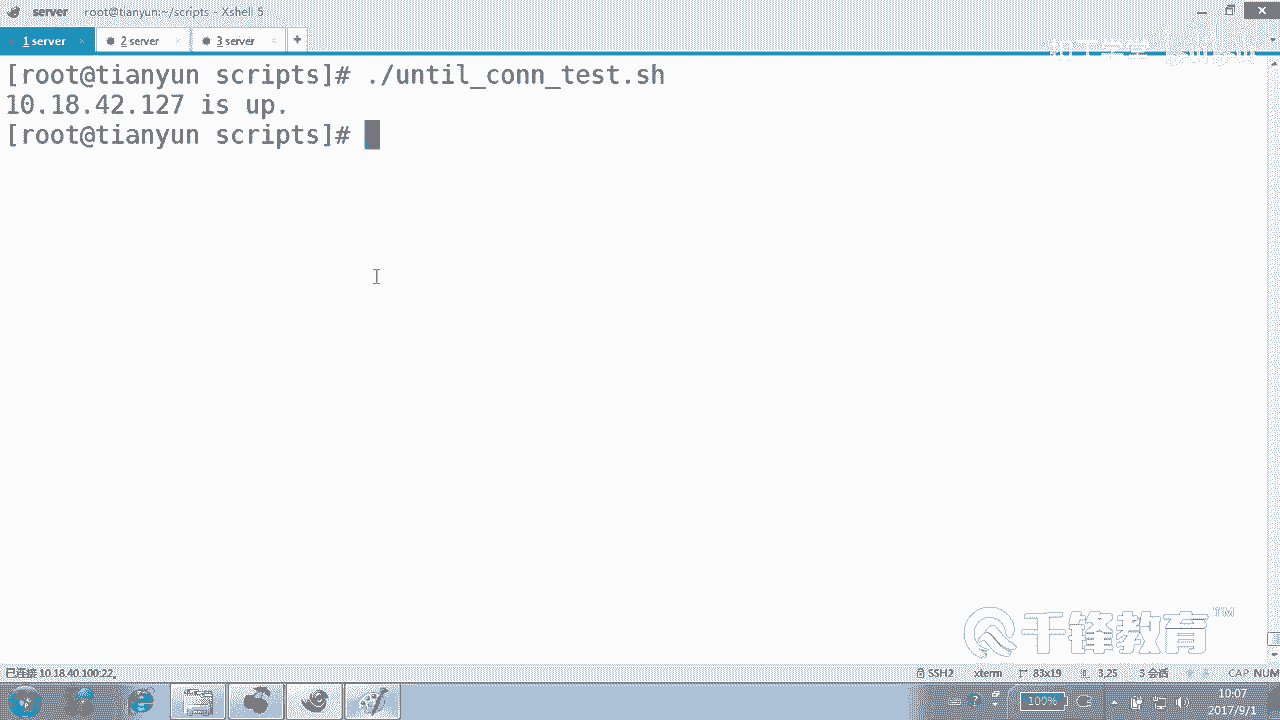 server root@tianyun:~/scripts - Xshell 5
1 server 2 server 3 server +
[root@tianyun scripts]# ./until_conn_test.sh
10.18.42.127 is up.
[root@tianyun scripts]#
千锋教育 TM
已连接 10.18.40.100:22。 SSH2 xterm 83x19 3,25 3 会话 CAP NUM
100% 10:07
2017/9/1